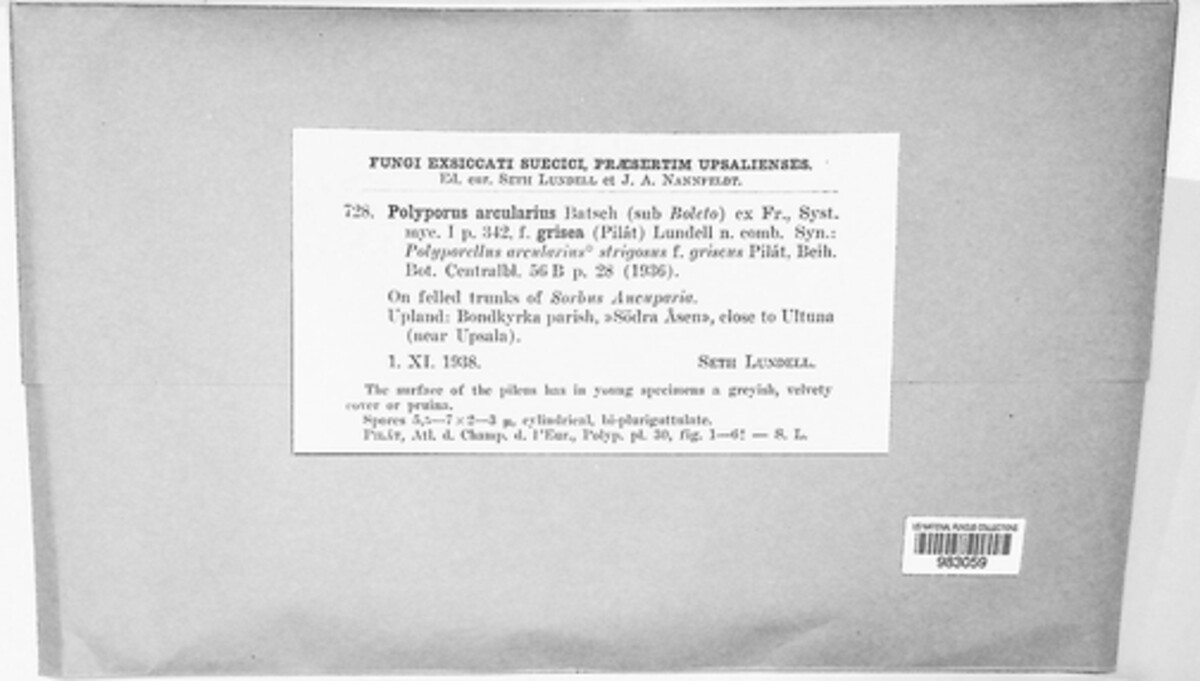 FUNGI EXSICCATI SUECICI, PRÆSERTIM UPSALIENSES.
Ed. cur. SETH LUNDELL et J. A. NANNFELDT.
728. Polyporus arcularius Batsch (sub Boleto) ex Fr., Syst.
myc. I p. 342, f. grisea (Pilát) Lundell n. comb. Syn.:
Polyporellus arcularius* strigosus f. griseus Pilát, Beih.
Bot. Centralbl. 56 B p. 28 (1936).
On felled trunks of Sorbus Aucuparia.
Upland: Bondkyrka parish, »Södra Åsen», close to Ultuna
(near Upsala).
1. XI. 1938. SETH LUNDELL.
The surface of the pileus has in young specimens a greyish, velvety
cover or pruina.
Spores 5,5—7×2—3 µ, cylindrical, bi-pluriguttulate.
PILÁT, Atl. d. Champ. d. l'Eur., Polyp. pl. 30, fig. 1—6! — S. L.
US NATIONAL FUNGUS COLLECTIONS
983059